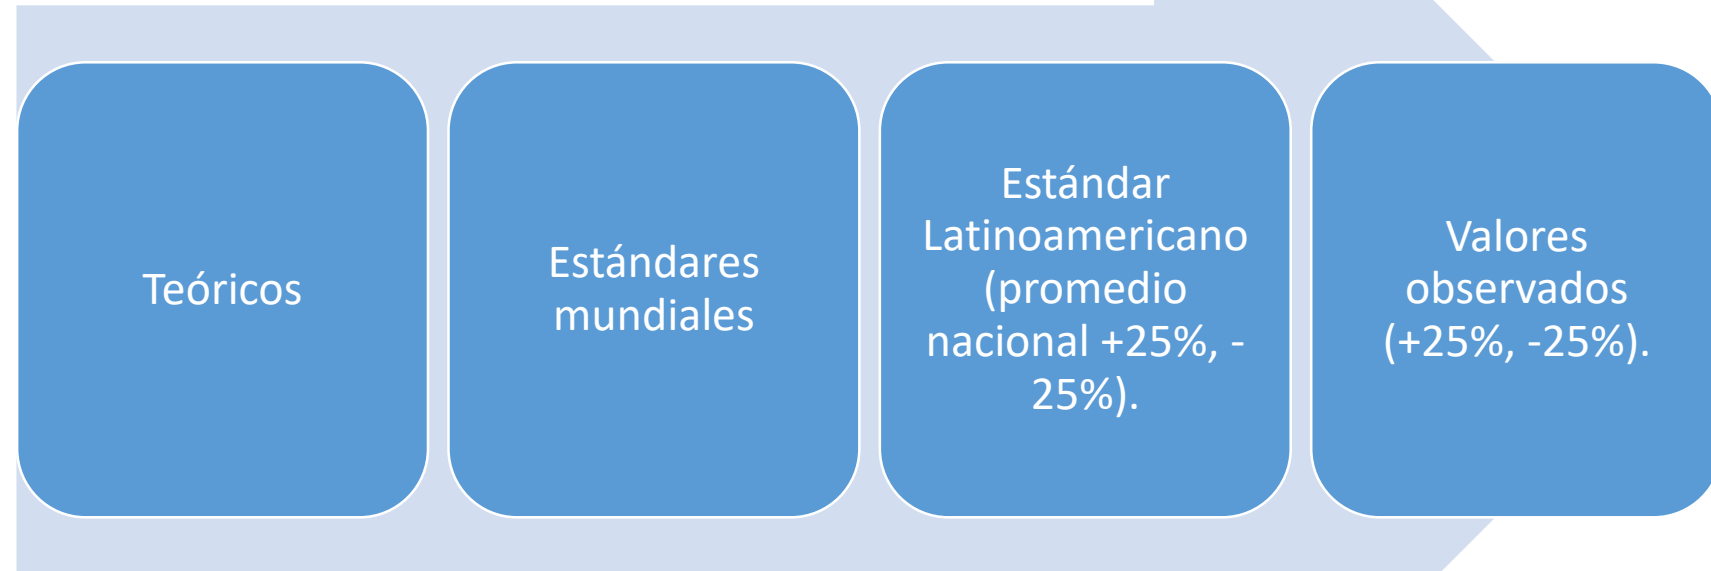 Teóricos
Estándares
mundiales
Estándar
Latinoamericano
(promedio
nacional +25%, -
25%).
Valores
observados
(+25%, -25%).